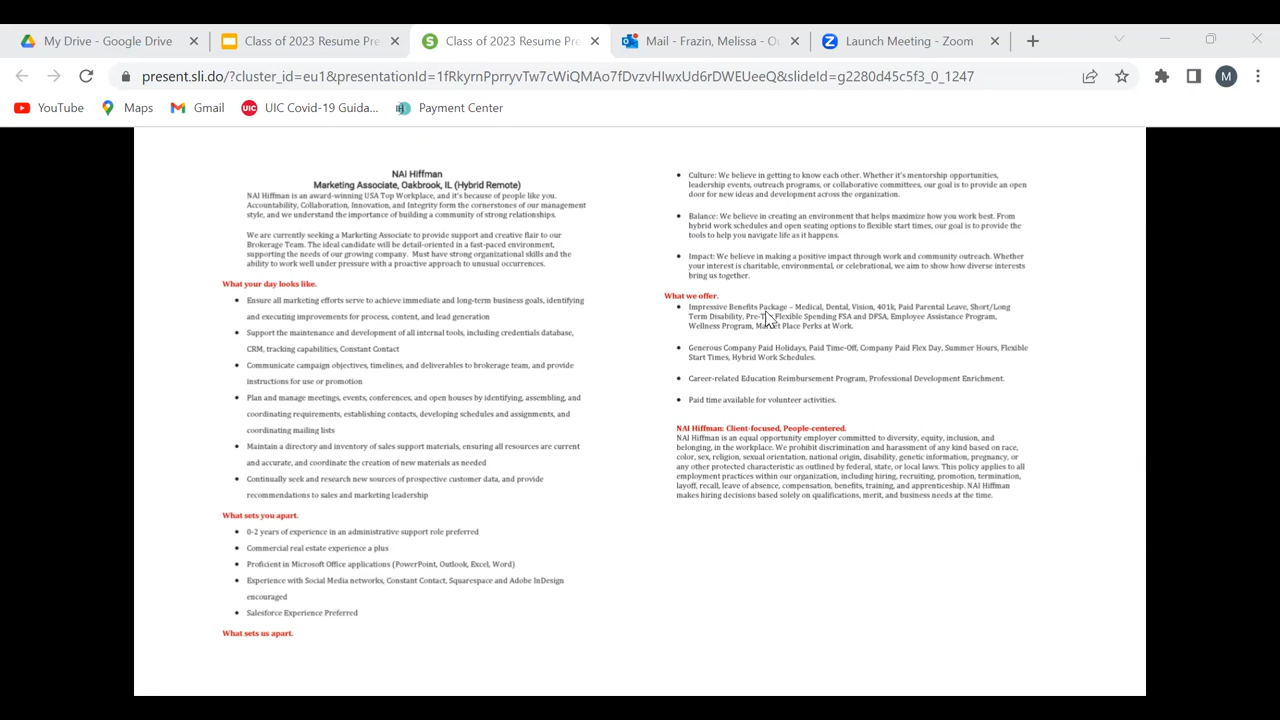 My Drive - Google Drive
Class of 2023 Resume Pre
Class of 2023 Resume Pre
Mail - Frazin, Melissa - Ou
Launch Meeting - Zoom
present.sli.do/?cluster_id=eu1&presentationId=1fRkyrnPprryvTw7cWiQMAo7fDvzvHIwxUd6rDWEUeeQ&slideId=g2280d45c5f3_0_1247
M
YouTube
Maps
Gmail
UIC
UIC Covid-19 Guida...
Payment Center
NAI Hiffman
Marketing Associate, Oakbrook, IL (Hybrid Remote)
NAI Hiffman is an award-winning USA Top Workplace, and it's because of people like you.
Accountability, Collaboration, Innovation, and Integrity form the cornerstones of our management
style, and we understand the importance of building a community of strong relationships.
We are currently seeking a Marketing Associate to provide support and creative flair to our
Brokerage Team. The ideal candidate will be detail-oriented in a fast-paced environment,
supporting the needs of our growing company. Must have strong organizational skills and the
ability to work well under pressure with a proactive approach to unusual occurrences.
What your day looks like.
• Ensure all marketing efforts serve to achieve immediate and long-term business goals, identifying
and executing improvements for process, content, and lead generation
• Support the maintenance and development of all internal tools, including credentials database,
CRM, tracking capabilities, Constant Contact
• Communicate campaign objectives, timelines, and deliverables to brokerage team, and provide
instructions for use or promotion
• Plan and manage meetings, events, conferences, and open houses by identifying, assembling, and
coordinating requirements, establishing contacts, developing schedules and assignments, and
coordinating mailing lists
• Maintain a directory and inventory of sales support materials, ensuring all resources are current
and accurate, and coordinate the creation of new materials as needed
• Continually seek and research new sources of prospective customer data, and provide
recommendations to sales and marketing leadership
What sets you apart.
• 0-2 years of experience in an administrative support role preferred
• Commercial real estate experience a plus
• Proficient in Microsoft Office applications (PowerPoint, Outlook, Excel, Word)
• Experience with Social Media networks, Constant Contact, Squarespace and Adobe InDesign
encouraged
• Salesforce Experience Preferred
What sets us apart.
• Culture: We believe in getting to know each other. Whether it's mentorship opportunities,
leadership events, outreach programs, or collaborative committees, our goal is to provide an open
door for new ideas and development across the organization.
• Balance: We believe in creating an environment that helps maximize how you work best. From
hybrid work schedules and open seating options to flexible start times, our goal is to provide the
tools to help you navigate life as it happens.
• Impact: We believe in making a positive impact through work and community outreach. Whether
your interest is charitable, environmental, or celebrational, we aim to show how diverse interests
bring us together.
What we offer.
• Impressive Benefits Package – Medical, Dental, Vision, 401k, Paid Parental Leave, Short/Long
Term Disability, Flexible Spending FSA and DFSA, Employee Assistance Program,
Wellness Program, Place Perks at Work.
• Generous Company Paid Holidays, Paid Time-Off, Company Paid Flex Day, Summer Hours, Flexible
Start Times, Hybrid Work Schedules.
• Career-related Education Reimbursement Program, Professional Development Enrichment.
• Paid time available for volunteer activities.
NAI Hiffman: Client-focused, People-centered.
NAI Hiffman is an equal opportunity employer committed to diversity, equity, inclusion, and
belonging, in the workplace. We prohibit discrimination and harassment of any kind based on race,
color, sex, religion, sexual orientation, national origin, disability, genetic information, pregnancy, or
any other protected characteristic as outlined by federal, state, or local laws. This policy applies to all
employment practices within our organization, including hiring, recruiting, promotion, termination,
layoff, recall, leave of absence, compensation, benefits, training, and apprenticeship. NAI Hiffman
makes hiring decisions based solely on qualifications, merit, and business needs at the time.